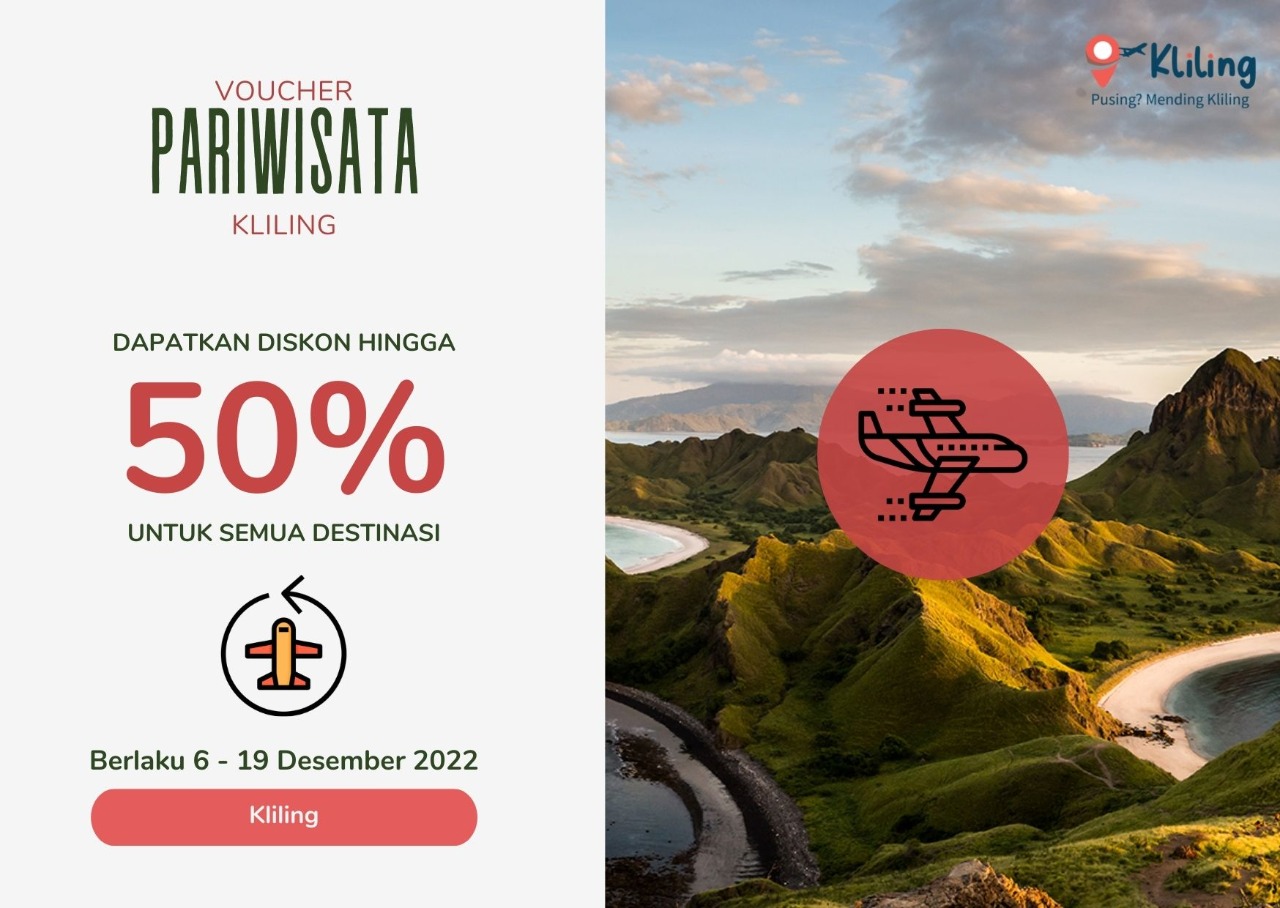 VOUCHER
PARIWISATA
KLILING
DAPATKAN DISKON HINGGA
50%
UNTUK SEMUA DESTINASI
Berlaku 6 - 19 Desember 2022
Kliling
Kliling
Pusing? Mending Kliling